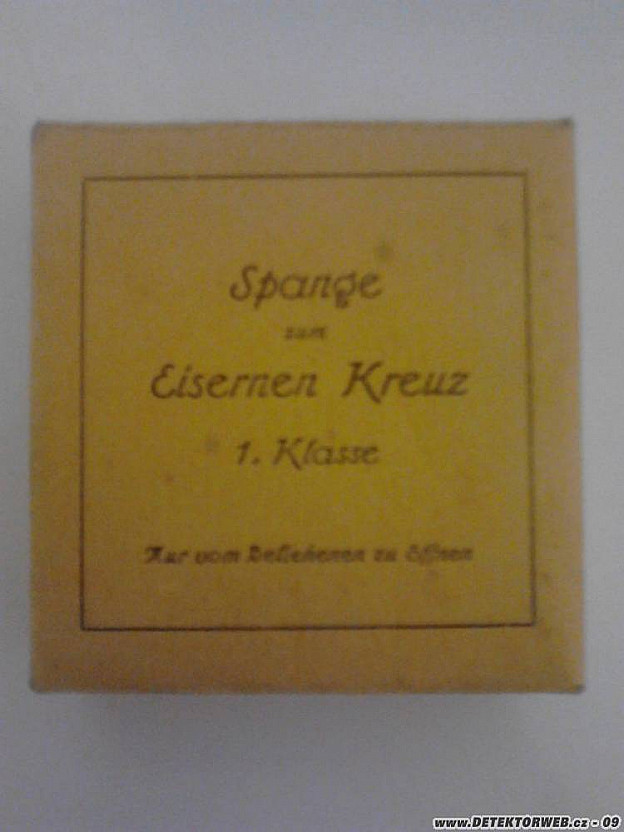 Spange
zum
Eisernen Kreuz
1. Klasse
Nur vom Beliehenen zu öffnen
www.DETEKTORWEB.cz - 09